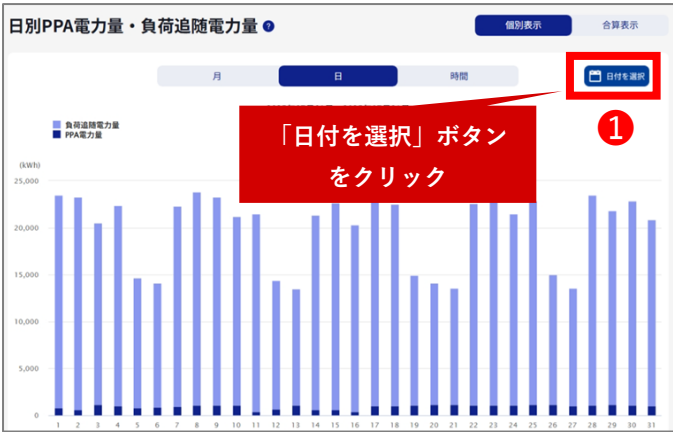 日別PPA電力量・負荷追随電力量 ?
個別表示 合算表示
月 日 時間
日付を選択
「日付を選択」ボタン
をクリック
1
負荷追随電力量
PPA電力量
(kWh)
25,000
20,000
15,000
10,000
5,000
0
1 2 3 4 5 6 7 8 9 10 11 12 13 14 15 16 17 18 19 20 21 22 23 24 25 26 27 28 29 30 31